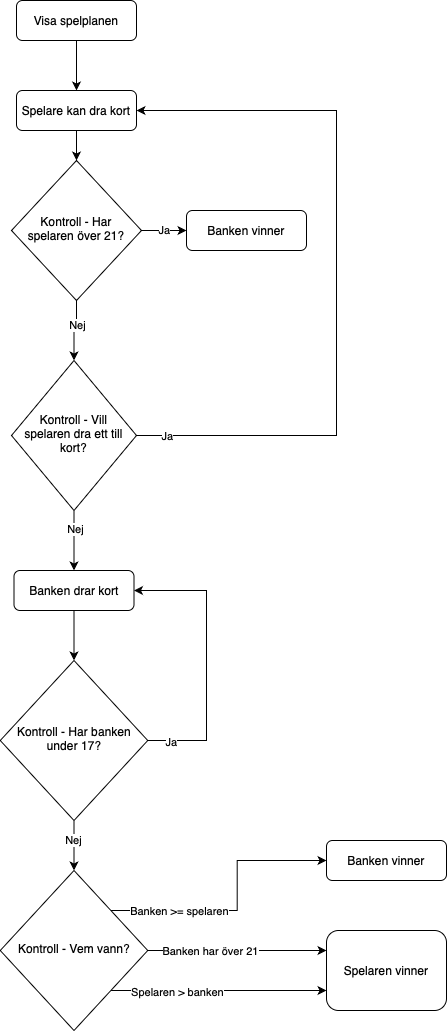 Visa spelplanen
Spelare kan dra kort
Kontroll - Har
spelaren över 21?
Ja
Banken vinner
Nej
Kontroll - Vill
spelaren dra ett till
kort?
Ja
Nej
Banken drar kort
Kontroll - Har banken
under 17?
Ja
Nej
Banken vinner
Banken >= spelaren
Kontroll - Vem vann?
Banken har över 21
Spelaren vinner
Spelaren > banken